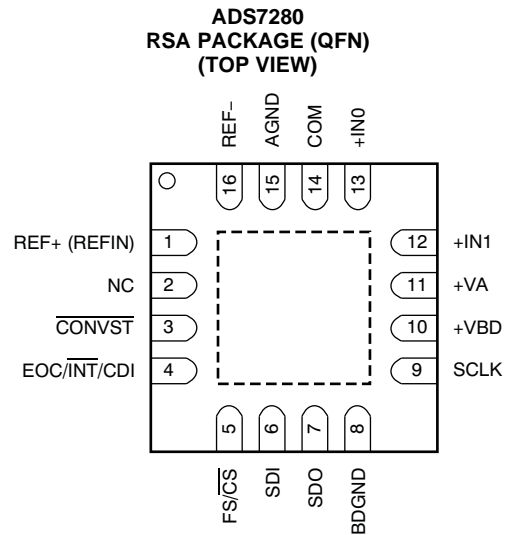 ADS7280
RSA PACKAGE (QFN)
(TOP VIEW)
REF−
AGND
COM
+IN0
16
15
14
13
REF+ (REFIN) 1
NC 2
CONVST 3
EOC/INT/CDI 4
12 +IN1
11 +VA
10 +VBD
9 SCLK
5
6
7
8
FS/CS
SDI
SDO
BDGND